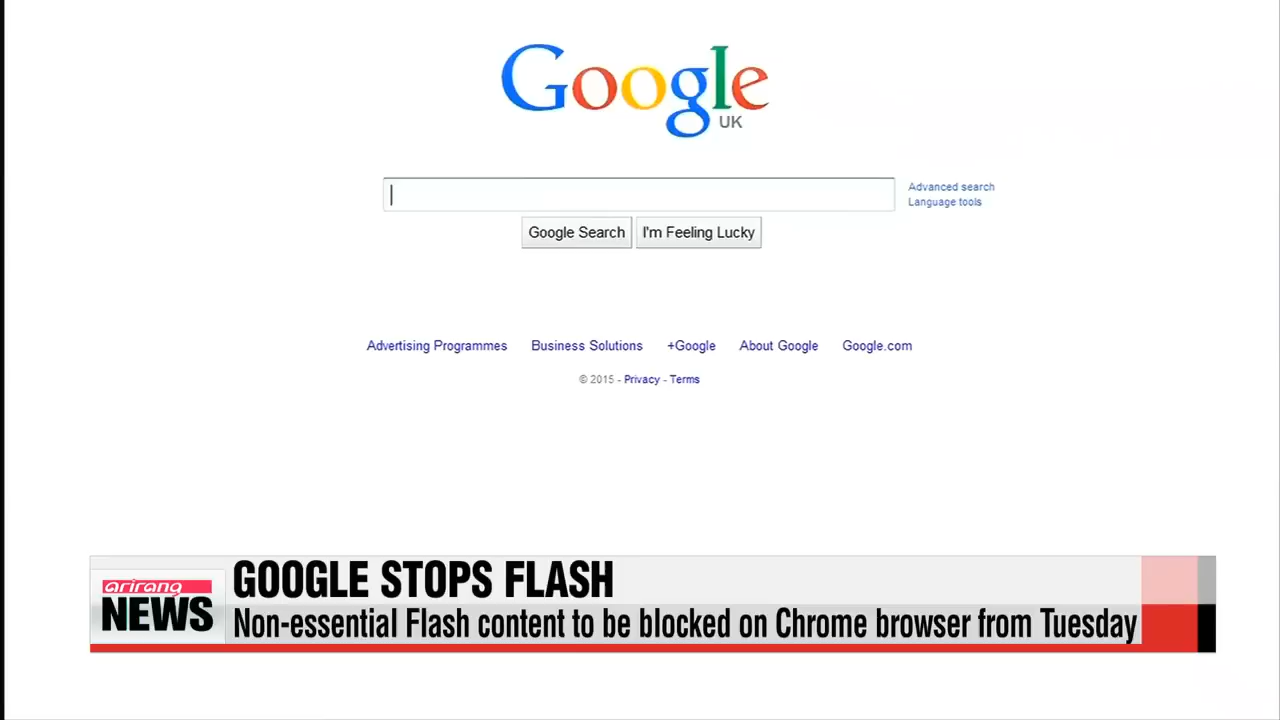 Google
UK
Advanced search
Language tools
Google Search I'm Feeling Lucky
Advertising Programmes Business Solutions +Google About Google Google.com
© 2015 - Privacy - Terms
GOOGLE STOPS FLASH
arirang
NEWS
Non-essential Flash content to be blocked on Chrome browser from Tuesday